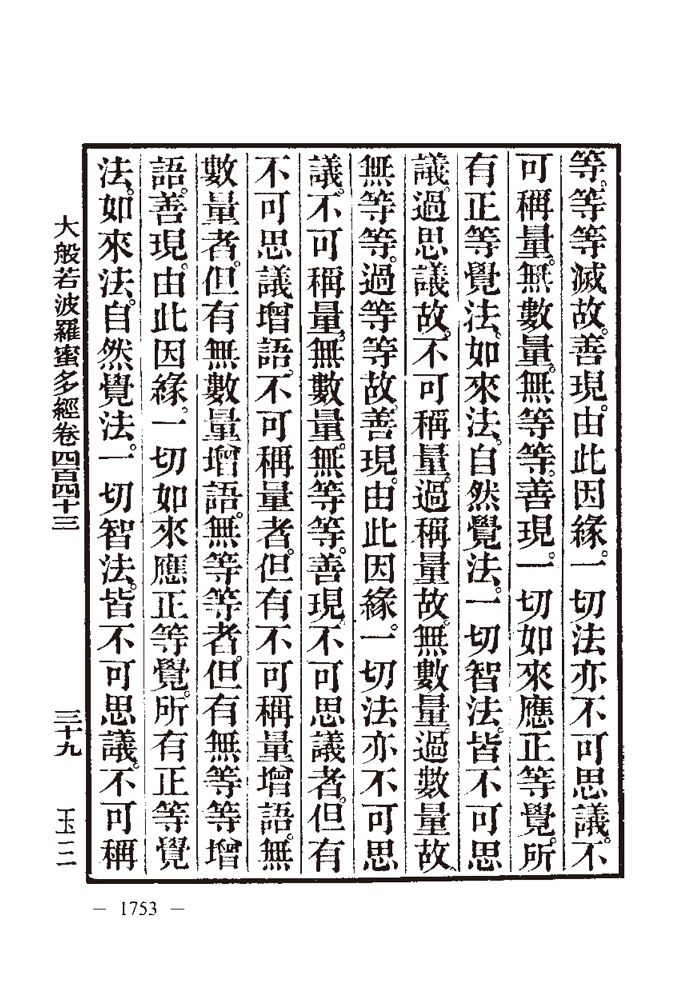 等。等等滅故。善現。由此因緣。一切法亦不可思議。不
可稱量。無數量。無等等。善現。一切如來應正等覺。所
有正等覺法。如來法。自然覺法。一切智法。皆不可思
議。過思議故。不可稱量。過稱量故。無數量。過數量故
無等等。過等等故。善現。由此因緣。一切法亦不可思
議。不可稱量。無數量。無等等。善現。不可思議者。但有
不可思議增語。不可稱量者。但有不可稱量增語。無
數量者。但有無數量增語。無等等者。但有無等等增
語。善現。由此因緣。一切如來應正等覺。所有正等覺
法。如來法。自然覺法。一切智法。皆不可思議。不可稱
大般若波羅蜜多經卷四百四十三 三十九 玉三
— 1753 —